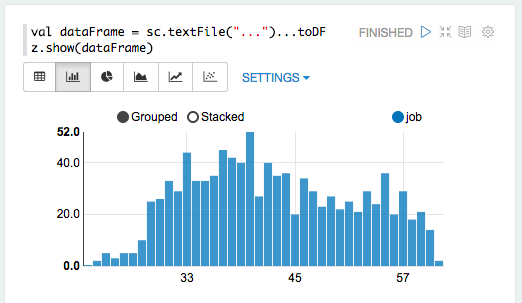 val dataFrame = sc.textFile("...")...toDF
FINISHED
z.show(dataFrame)
SETTINGS
Grouped
Stacked
job
52.0
40.0
20.0
0.0
33
45
57